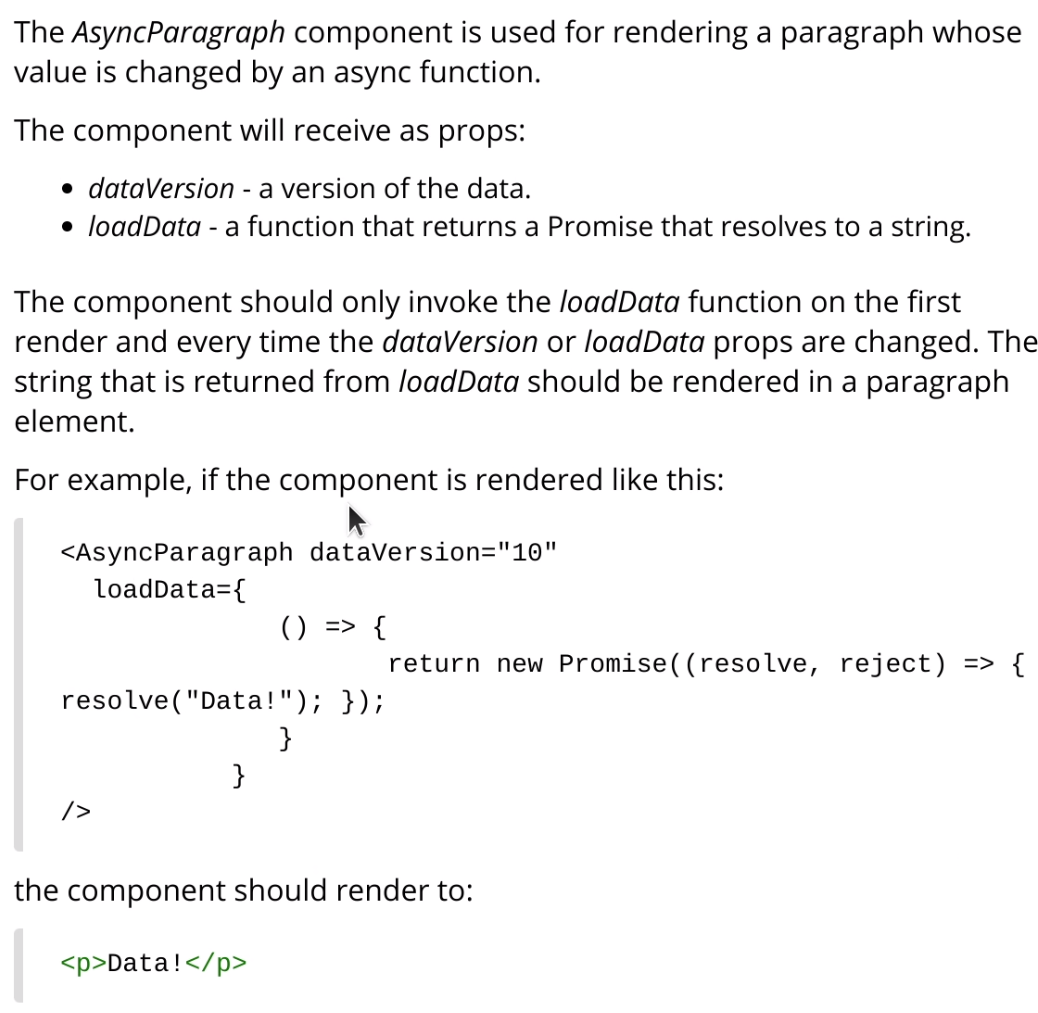 The AsyncParagraph component is used for rendering a paragraph whose
value is changed by an async function.
The component will receive as props:
• dataVersion - a version of the data.
• loadData - a function that returns a Promise that resolves to a string.
The component should only invoke the loadData function on the first
render and every time the dataVersion or loadData props are changed. The
string that is returned from loadData should be rendered in a paragraph
element.
For example, if the component is rendered like this:
<AsyncParagraph dataVersion="10"
  loadData={
              () => {
                     return new Promise((resolve, reject) => {
resolve("Data!"); });
              }
           }
/>
the component should render to:
<p>Data!</p>